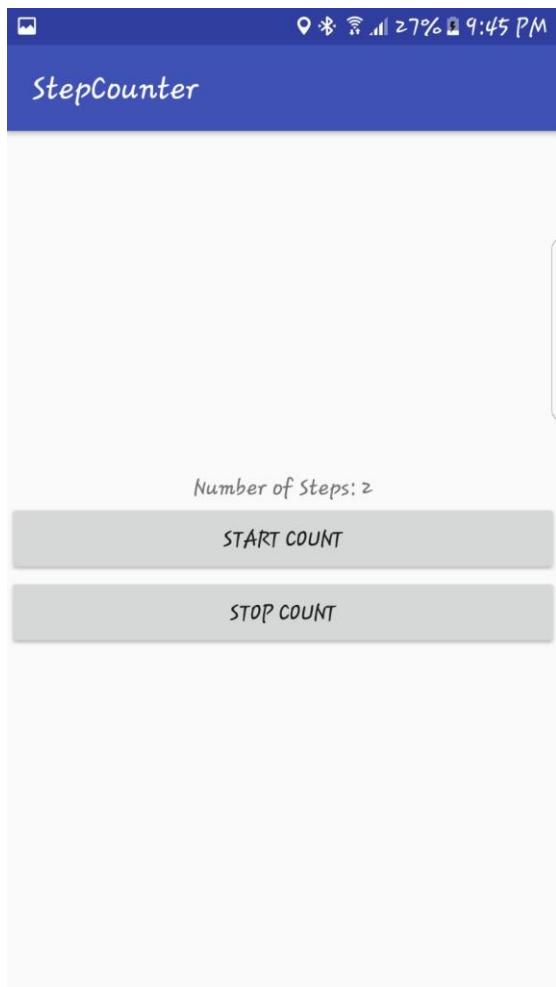 27% 9:45 PM
StepCounter
Number of Steps: 2
START COUNT
STOP COUNT